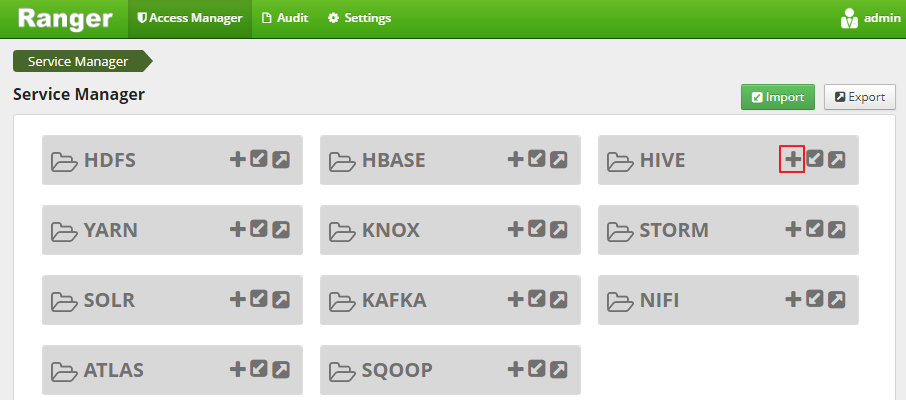 Ranger Access Manager Audit Settings admin
Service Manager
Service Manager Import Export
HDFS HBASE HIVE
YARN KNOX STORM
SOLR KAFKA NIFI
ATLAS SQOOP